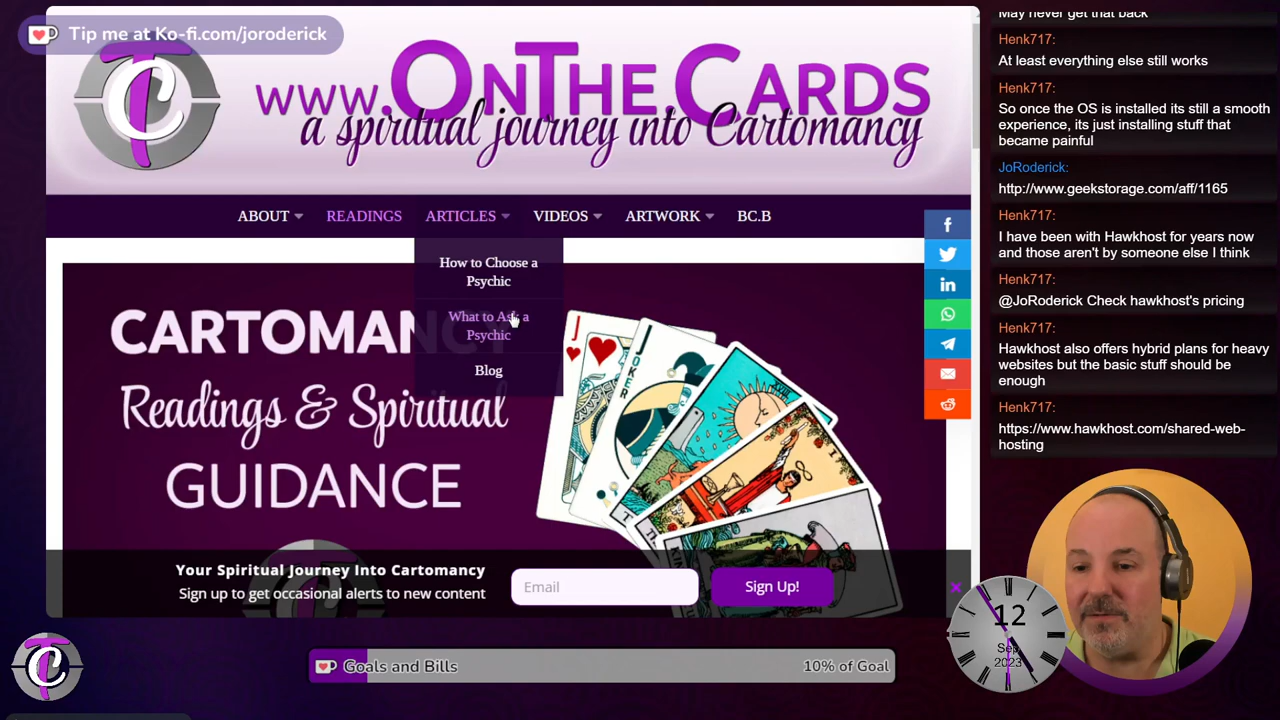 Tip me at Ko-fi.com/joroderick
www.OnThe.Cards
a spiritual journey into Cartomancy
ABOUT
READINGS
ARTICLES
VIDEOS
ARTWORK
BC.B
How to Choose a
Psychic
What to Ask a
Psychic
Blog
Readings & Spiritual
GUIDANCE
J
JOKER
Your Spiritual Journey Into Cartomancy
Sign up to get occasional alerts to new content
Email
Sign Up!
Goals and Bills
10% of Goal
May never get that back
Henk717:
At least everything else still works
Henk717:
So once the OS is installed its still a smooth
experience, its just installing stuff that
became painful
JoRoderick:
http://www.geekstorage.com/aff/1165
Henk717:
I have been with Hawkhost for years now
and those aren't by someone else I think
Henk717:
@JoRoderick Check hawkhost's pricing
Henk717:
Hawkhost also offers hybrid plans for heavy
websites but the basic stuff should be
enough
Henk717:
https://www.hawkhost.com/shared-web-
hosting
12
Sep
2023